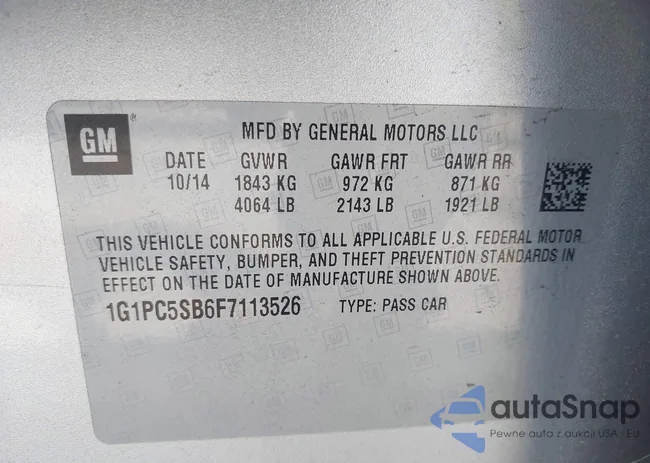 GM
MFD BY GENERAL MOTORS LLC
DATE GVWR GAWR FRT GAWR RR
10/14 1843 KG 972 KG 871 KG
4064 LB 2143 LB 1921 LB
THIS VEHICLE CONFORMS TO ALL APPLICABLE U.S. FEDERAL MOTOR
VEHICLE SAFETY, BUMPER, AND THEFT PREVENTION STANDARDS IN
EFFECT ON THE DATE OF MANUFACTURE SHOWN ABOVE.
1G1PC5SB6F7113526 TYPE: PASS CAR
autaSnap
Pewne auta z aukcji USA i EU